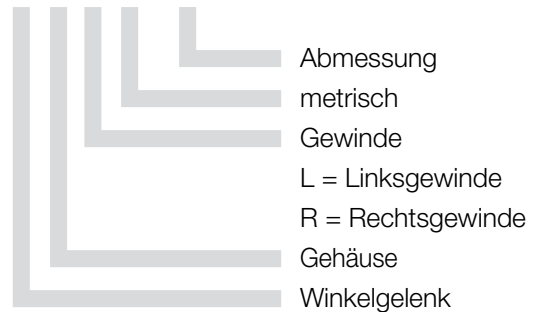 Abmessung
metrisch
Gewinde
L = Linksgewinde
R = Rechtsgewinde
Gehäuse
Winkelgelenk